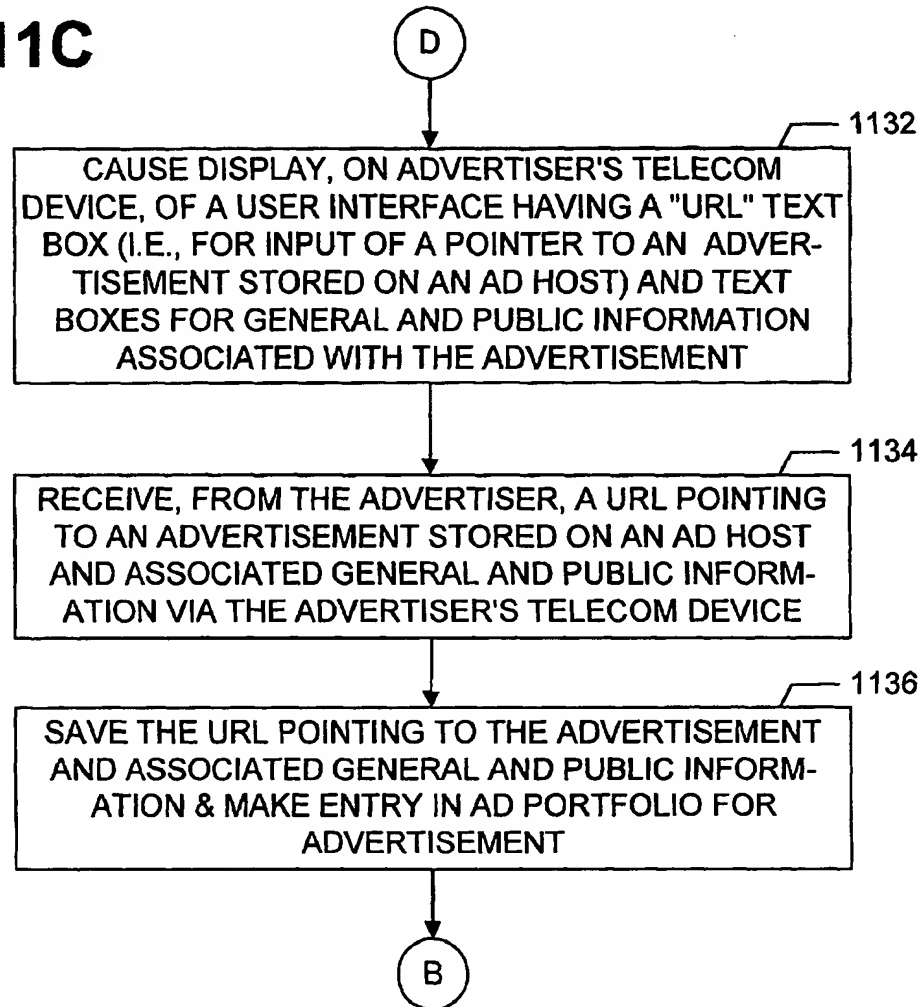 11C
D
1132
CAUSE DISPLAY, ON ADVERTISER'S TELECOM
DEVICE, OF A USER INTERFACE HAVING A "URL" TEXT
BOX (I.E., FOR INPUT OF A POINTER TO AN ADVER-
TISEMENT STORED ON AN AD HOST) AND TEXT
BOXES FOR GENERAL AND PUBLIC INFORMATION
ASSOCIATED WITH THE ADVERTISEMENT
1134
RECEIVE, FROM THE ADVERTISER, A URL POINTING
TO AN ADVERTISEMENT STORED ON AN AD HOST
AND ASSOCIATED GENERAL AND PUBLIC INFORM-
ATION VIA THE ADVERTISER'S TELECOM DEVICE
1136
SAVE THE URL POINTING TO THE ADVERTISEMENT
AND ASSOCIATED GENERAL AND PUBLIC INFORM-
ATION & MAKE ENTRY IN AD PORTFOLIO FOR
ADVERTISEMENT
B